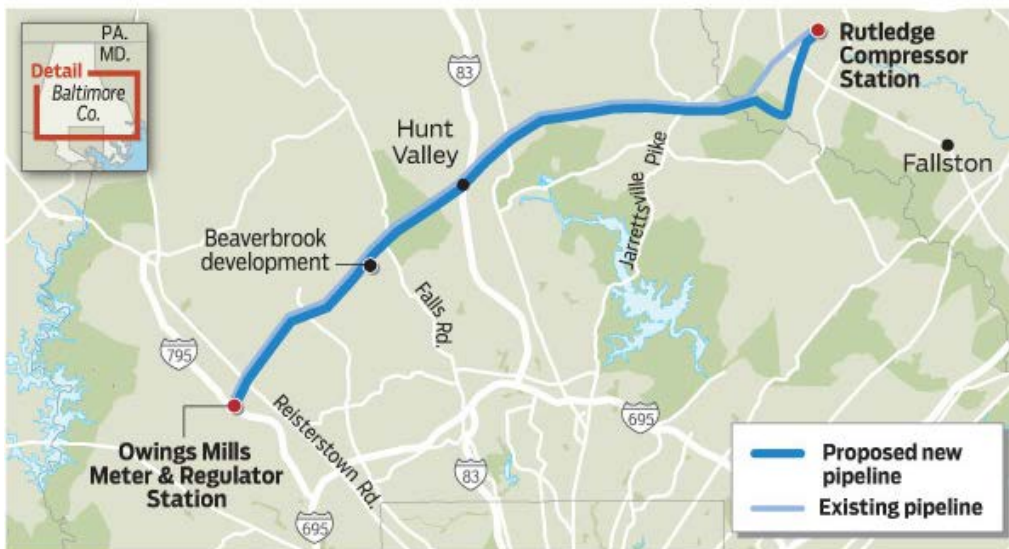 PA.
MD.
Detail
Baltimore
Co.
83
Rutledge
Compressor
Station
Hunt
Valley
Jarrettsville Pike
Fallston
Beaverbrook
development
Falls Rd.
795
Reisterstown Rd.
695
Owings Mills
Meter & Regulator
Station
83
695
Proposed new
pipeline
Existing pipeline